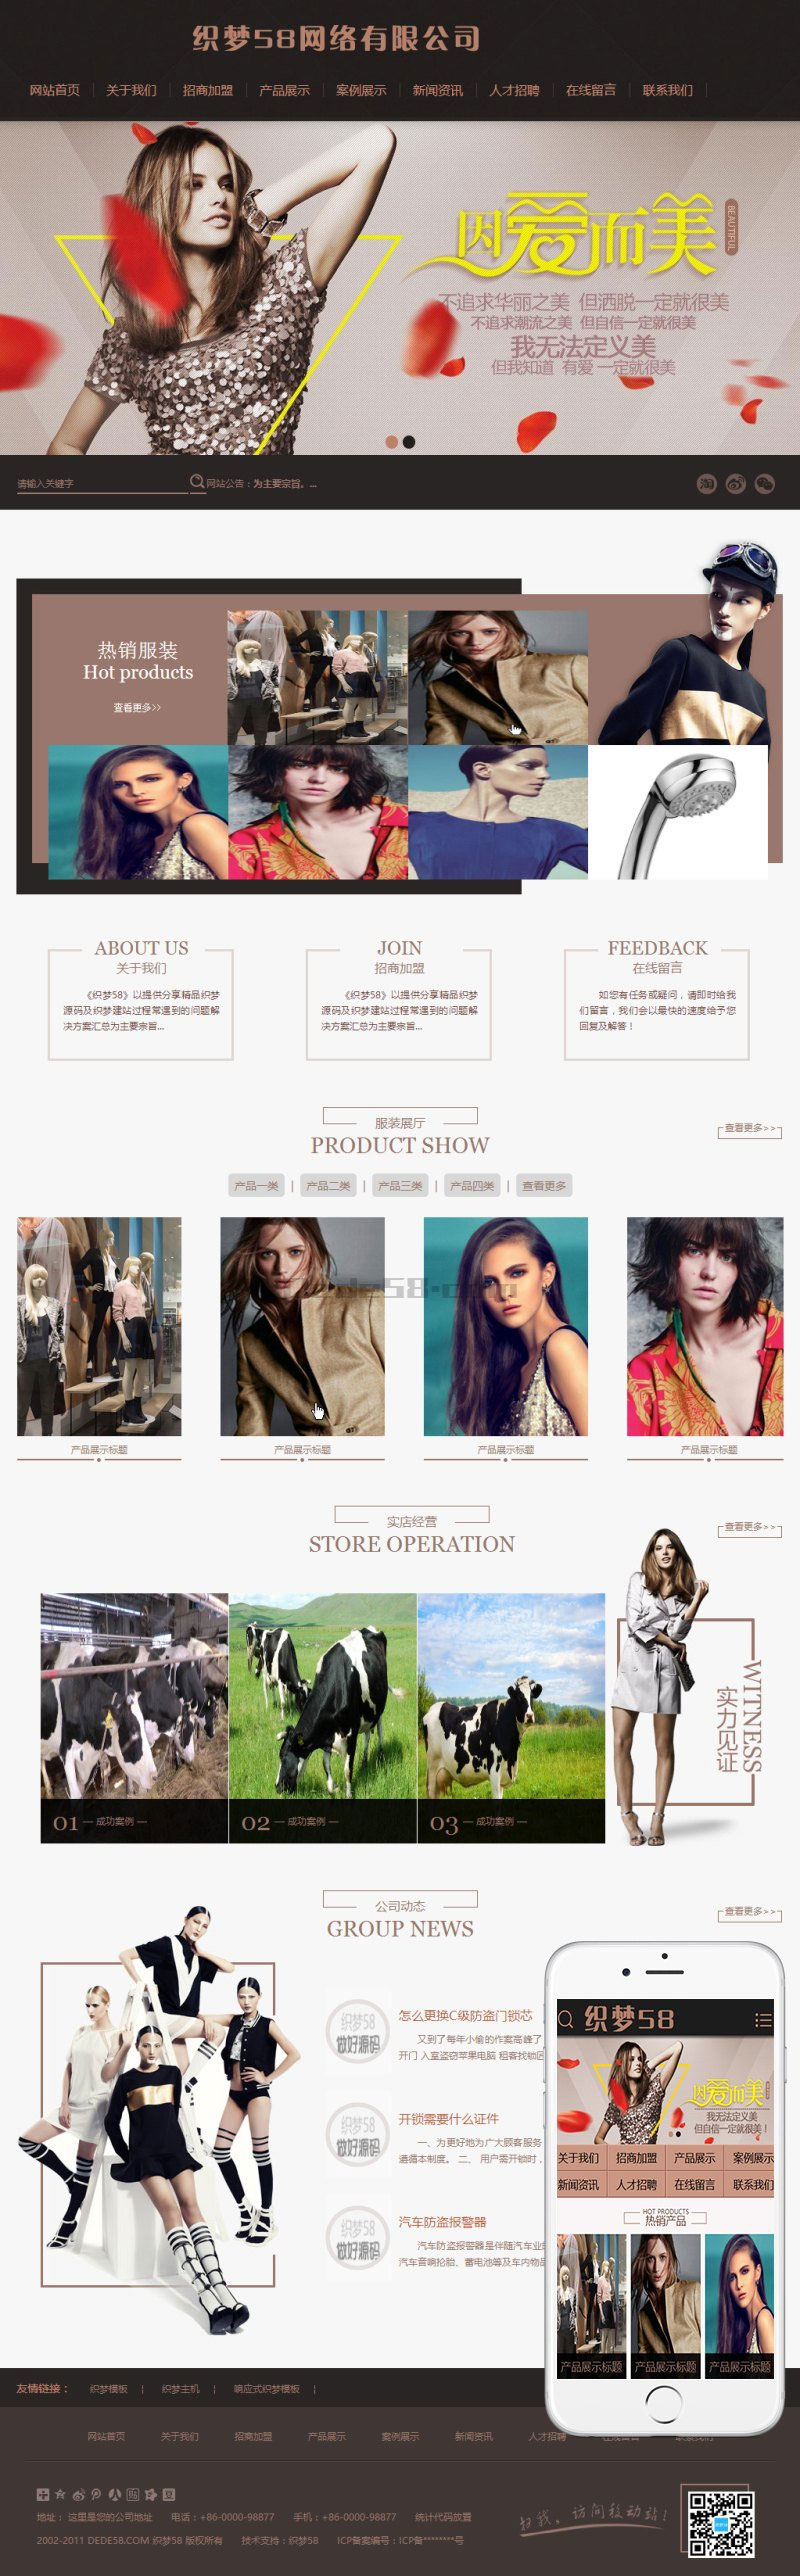 织梦58网络有限公司
网站首页 关于我们 招商加盟 产品展示 案例展示 新闻资讯 人才招聘 在线留言 联系我们
因爱而美 BEAUTIFUL
不追求华丽之美 但洒脱一定就很美
不追求潮流之美 但自信一定就很美
我无法定义美
但我知道 有爱 一定就很美
请输入关键字 网站公告：为主要宗旨。...
淘
热销服装
Hot products
查看更多>>
ABOUT US
关于我们
《织梦58》以提供分享精品织梦
源码及织梦建站过程常遇到的问题解
决方案汇总为主要宗旨...
JOIN
招商加盟
《织梦58》以提供分享精品织梦
源码及织梦建站过程常遇到的问题解
决方案汇总为主要宗旨...
FEEDBACK
在线留言
如您有任务或疑问，请即时给我
们留言，我们会以最快的速度给予您
回复及解答！
服装展厅
PRODUCT SHOW
查看更多>>
产品一类 | 产品二类 | 产品三类 | 产品四类 | 查看更多
产品展示标题 产品展示标题 产品展示标题 产品展示标题
实店经营
STORE OPERATION
查看更多>>
01 — 成功案例 — 02 — 成功案例 — 03 — 成功案例 —
WITNESS
实力见证
公司动态
GROUP NEWS
查看更多>>
织梦58
做好源码
怎么更换C级防盗门锁芯
又到了每年小偷的作案高峰了
开门 入室盗窃苹果电脑 租客找锁匠
织梦58
做好源码
开锁需要什么证件
一、为更好地为广大顾客服务
遵循本制度。 二、 用户需开锁时，
织梦58
做好源码
汽车防盗报警器
汽车防盗报警器是伴随汽车业
汽车音响抢胎、蓄电池等及车内物品
织梦58
因爱而美
我无法定义美
但自信一定就很美！
关于我们 招商加盟 产品展示 案例展示
新闻资讯 人才招聘 在线留言 联系我们
HOT PRODUCTS
热销产品
产品展示标题 产品展示标题 产品展示标题
友情链接： 织梦模板 | 织梦主机 | 响应式织梦模板 |
网站首页 关于我们 招商加盟 产品展示 案例展示 新闻资讯 人才招聘
地址： 这里是您的公司地址 电话：+86-0000-98877 手机：+86-0000-98877 统计代码放置
2002-2011 DEDE58.COM 织梦58 版权所有 技术支持：织梦58 ICP备案编号：ICP备********号
扫我，访问移动站！